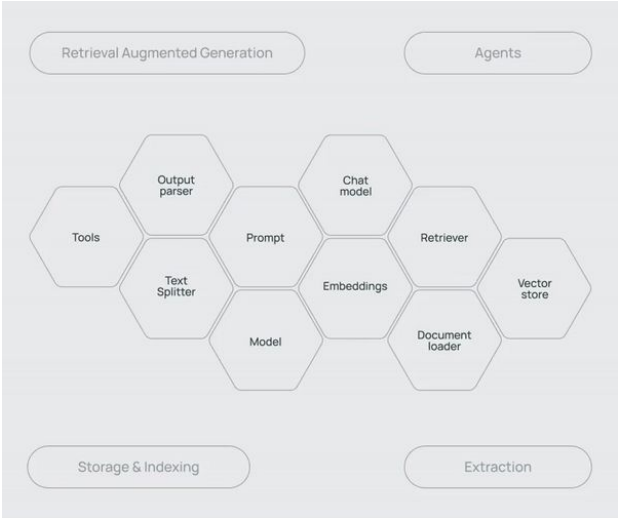 Retrieval Augmented Generation
Agents
Output
parser
Chat
model
Tools
Prompt
Retriever
Text
Splitter
Embeddings
Vector
store
Model
Document
loader
Storage & Indexing
Extraction